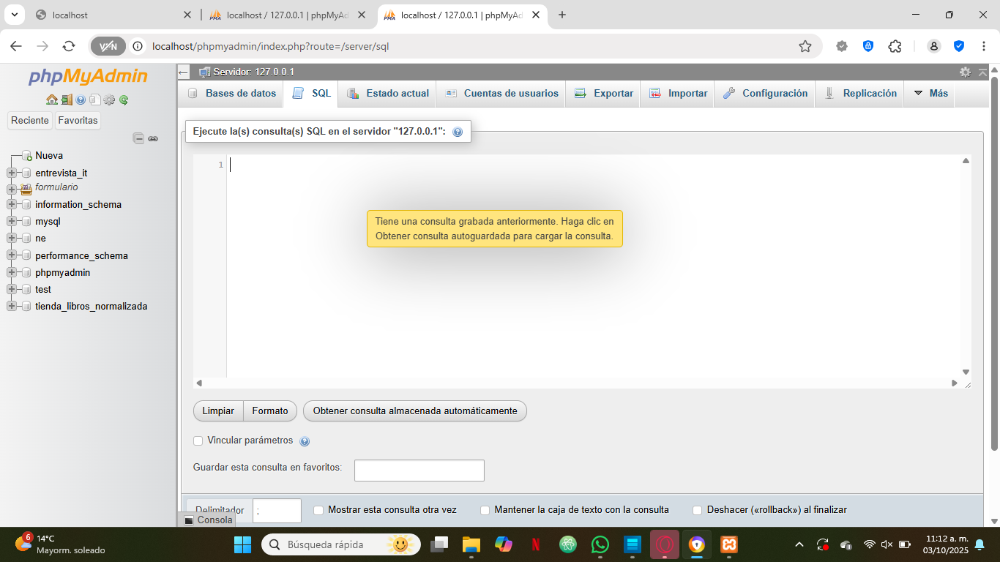 localhost
localhost / 127.0.0.1 | phpMyAd
localhost / 127.0.0.1 | phpMyAd
VPN
localhost/phpmyadmin/index.php?route=/server/sql
phpMyAdmin
Reciente
Favoritas
Nueva
entrevista_it
formulario
information_schema
mysql
ne
performance_schema
phpmyadmin
test
tienda_libros_normalizada
Servidor: 127.0.0.1
Bases de datos
SQL
Estado actual
Cuentas de usuarios
Exportar
Importar
Configuración
Replicación
Más
Ejecute la(s) consulta(s) SQL en el servidor "127.0.0.1":
1
Tiene una consulta grabada anteriormente. Haga clic en
Obtener consulta autoguardada para cargar la consulta.
Limpiar
Formato
Obtener consulta almacenada automáticamente
Vincular parámetros
Guardar esta consulta en favoritos:
Delimitador
;
Mostrar esta consulta otra vez
Mantener la caja de texto con la consulta
Deshacer («rollback») al finalizar
Consola
6
14°C
Mayorm. soleado
Búsqueda rápida
11:12 a. m.
03/10/2025